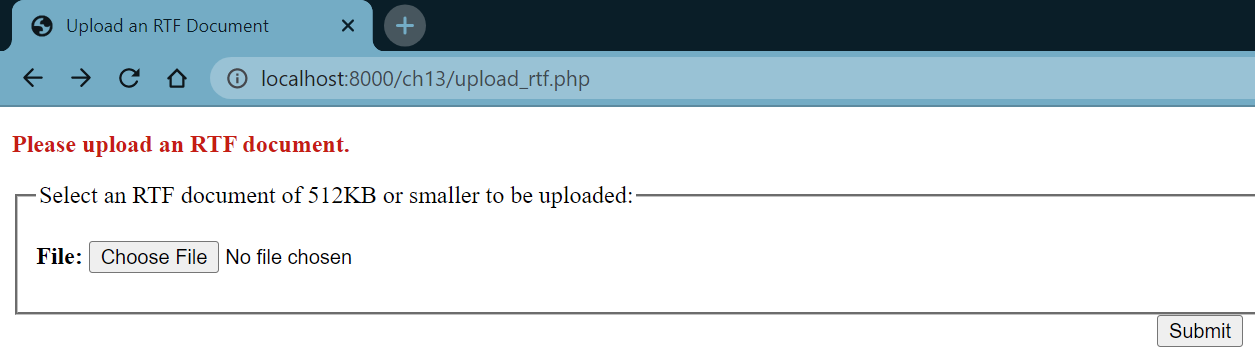 Upload an RTF Document
localhost:8000/ch13/upload_rtf.php
Please upload an RTF document.
Select an RTF document of 512KB or smaller to be uploaded:
File: Choose File No file chosen
Submit